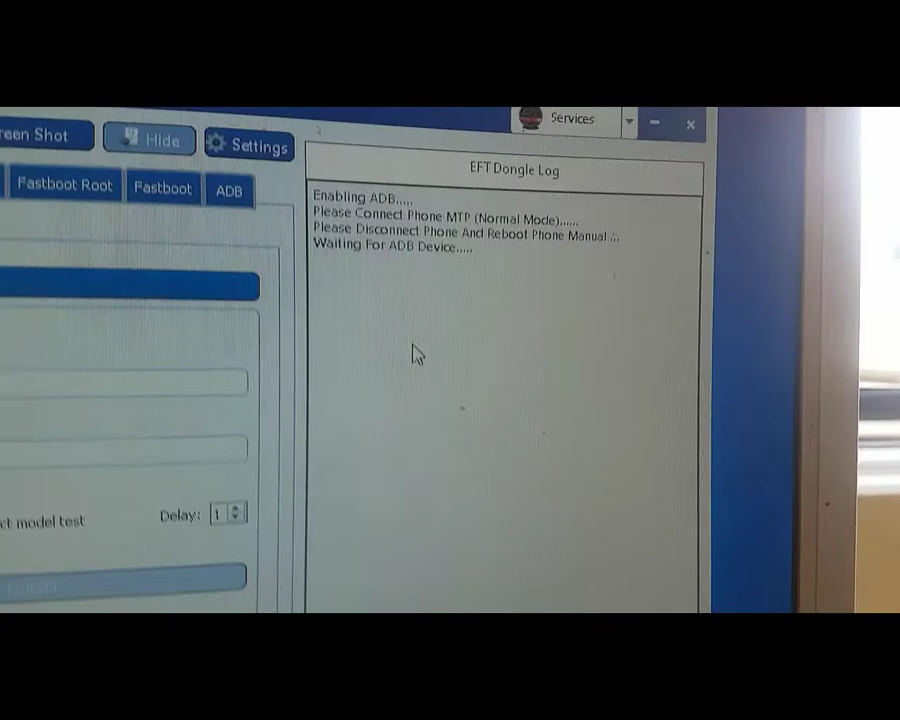 reen Shot
Hide
Settings
Services
Fastboot Root
Fastboot
ADB
EFT Dongle Log
Enabling ADB.....
Please Connect Phone MTP (Normal Mode)......
Please Disconnect Phone And Reboot Phone Manual ...
Waiting For ADB Device.....
ct model test
Delay:
1